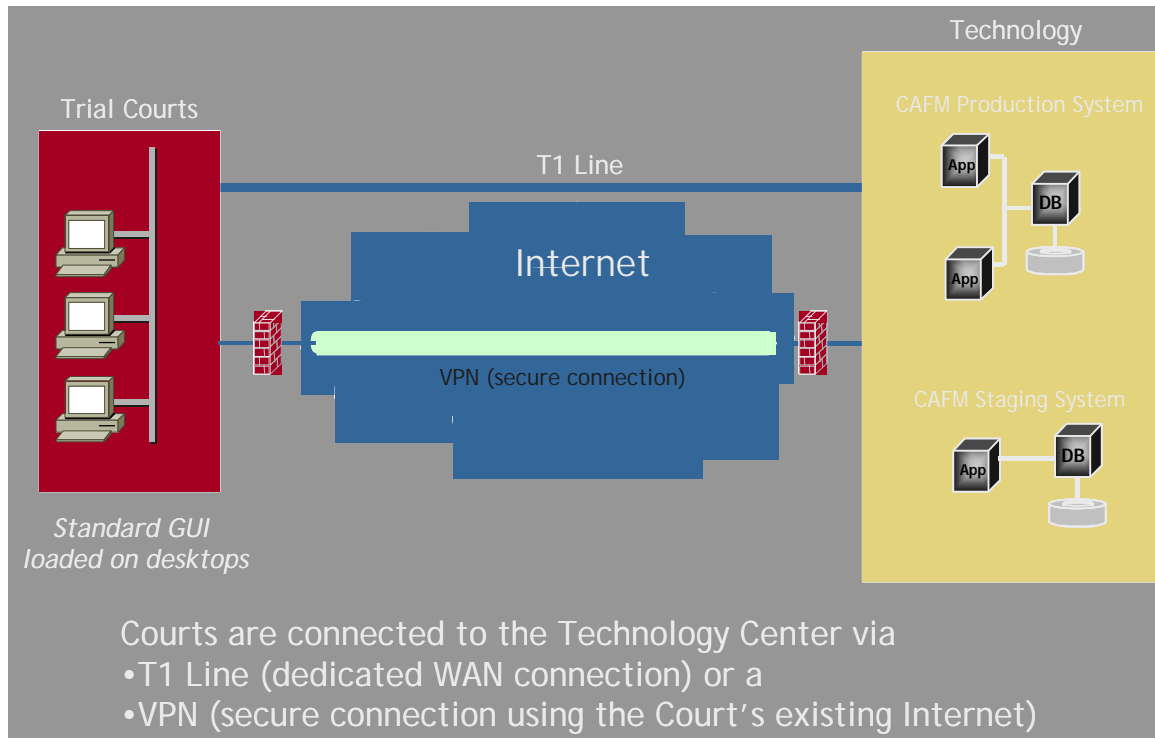 Technology
Trial Courts
CAFM Production System
T1 Line
App
DB
Internet
App
VPN (secure connection)
CAFM Staging System
App
DB
Standard GUI
loaded on desktops
Courts are connected to the Technology Center via
•T1 Line (dedicated WAN connection) or a
•VPN (secure connection using the Court's existing Internet)